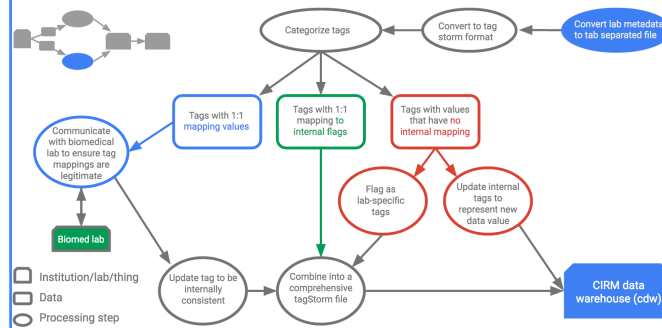 Categorize tags
Convert to tag
storm format
Convert lab metadata
to tab separated file
Tags with 1:1
mapping values
Tags with 1:1
mapping to
internal flags
Tags with values
that have no
internal mapping
Communicate
with biomedical
lab to ensure tag
mappings are
legitimate
Flag as
lab-specific
tags
Update internal
tags to
represent new
data value
Biomed lab
Institution/lab/thing
Data
Processing step
Update tag to be
internally
consistent
Combine into a
comprehensive
tagStorm file
CIRM data
warehouse (cdw)